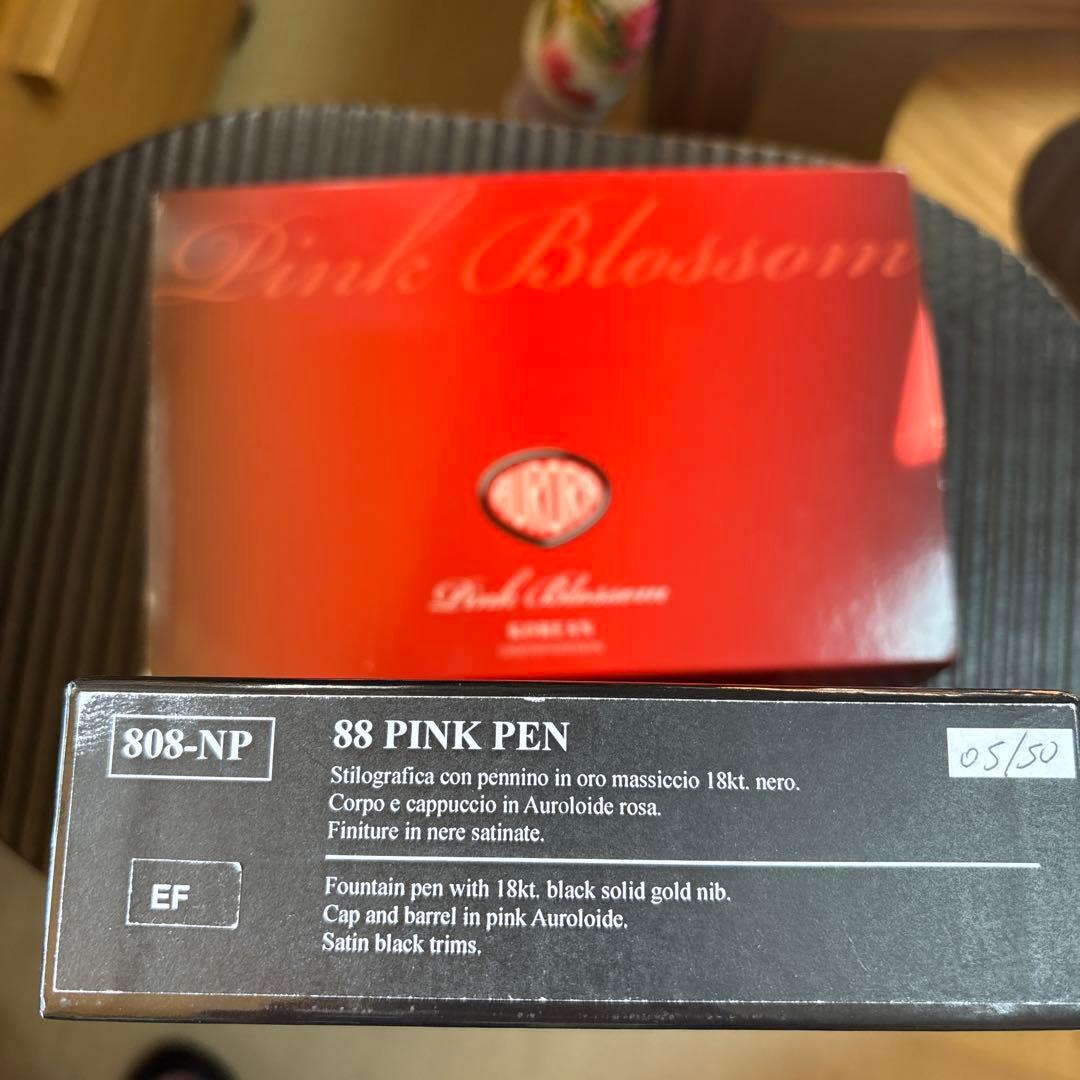 Pink Blossom
AURORA
Pink Blossom
KOREAN
808-NP
88 PINK PEN
05/50
Stilografica con pennino in oro massiccio 18kt. nero.
Corpo e cappuccio in Auroloide rosa.
Finiture in nere satinate.
EF
Fountain pen with 18kt. black solid gold nib.
Cap and barrel in pink Auroloide.
Satin black trims.